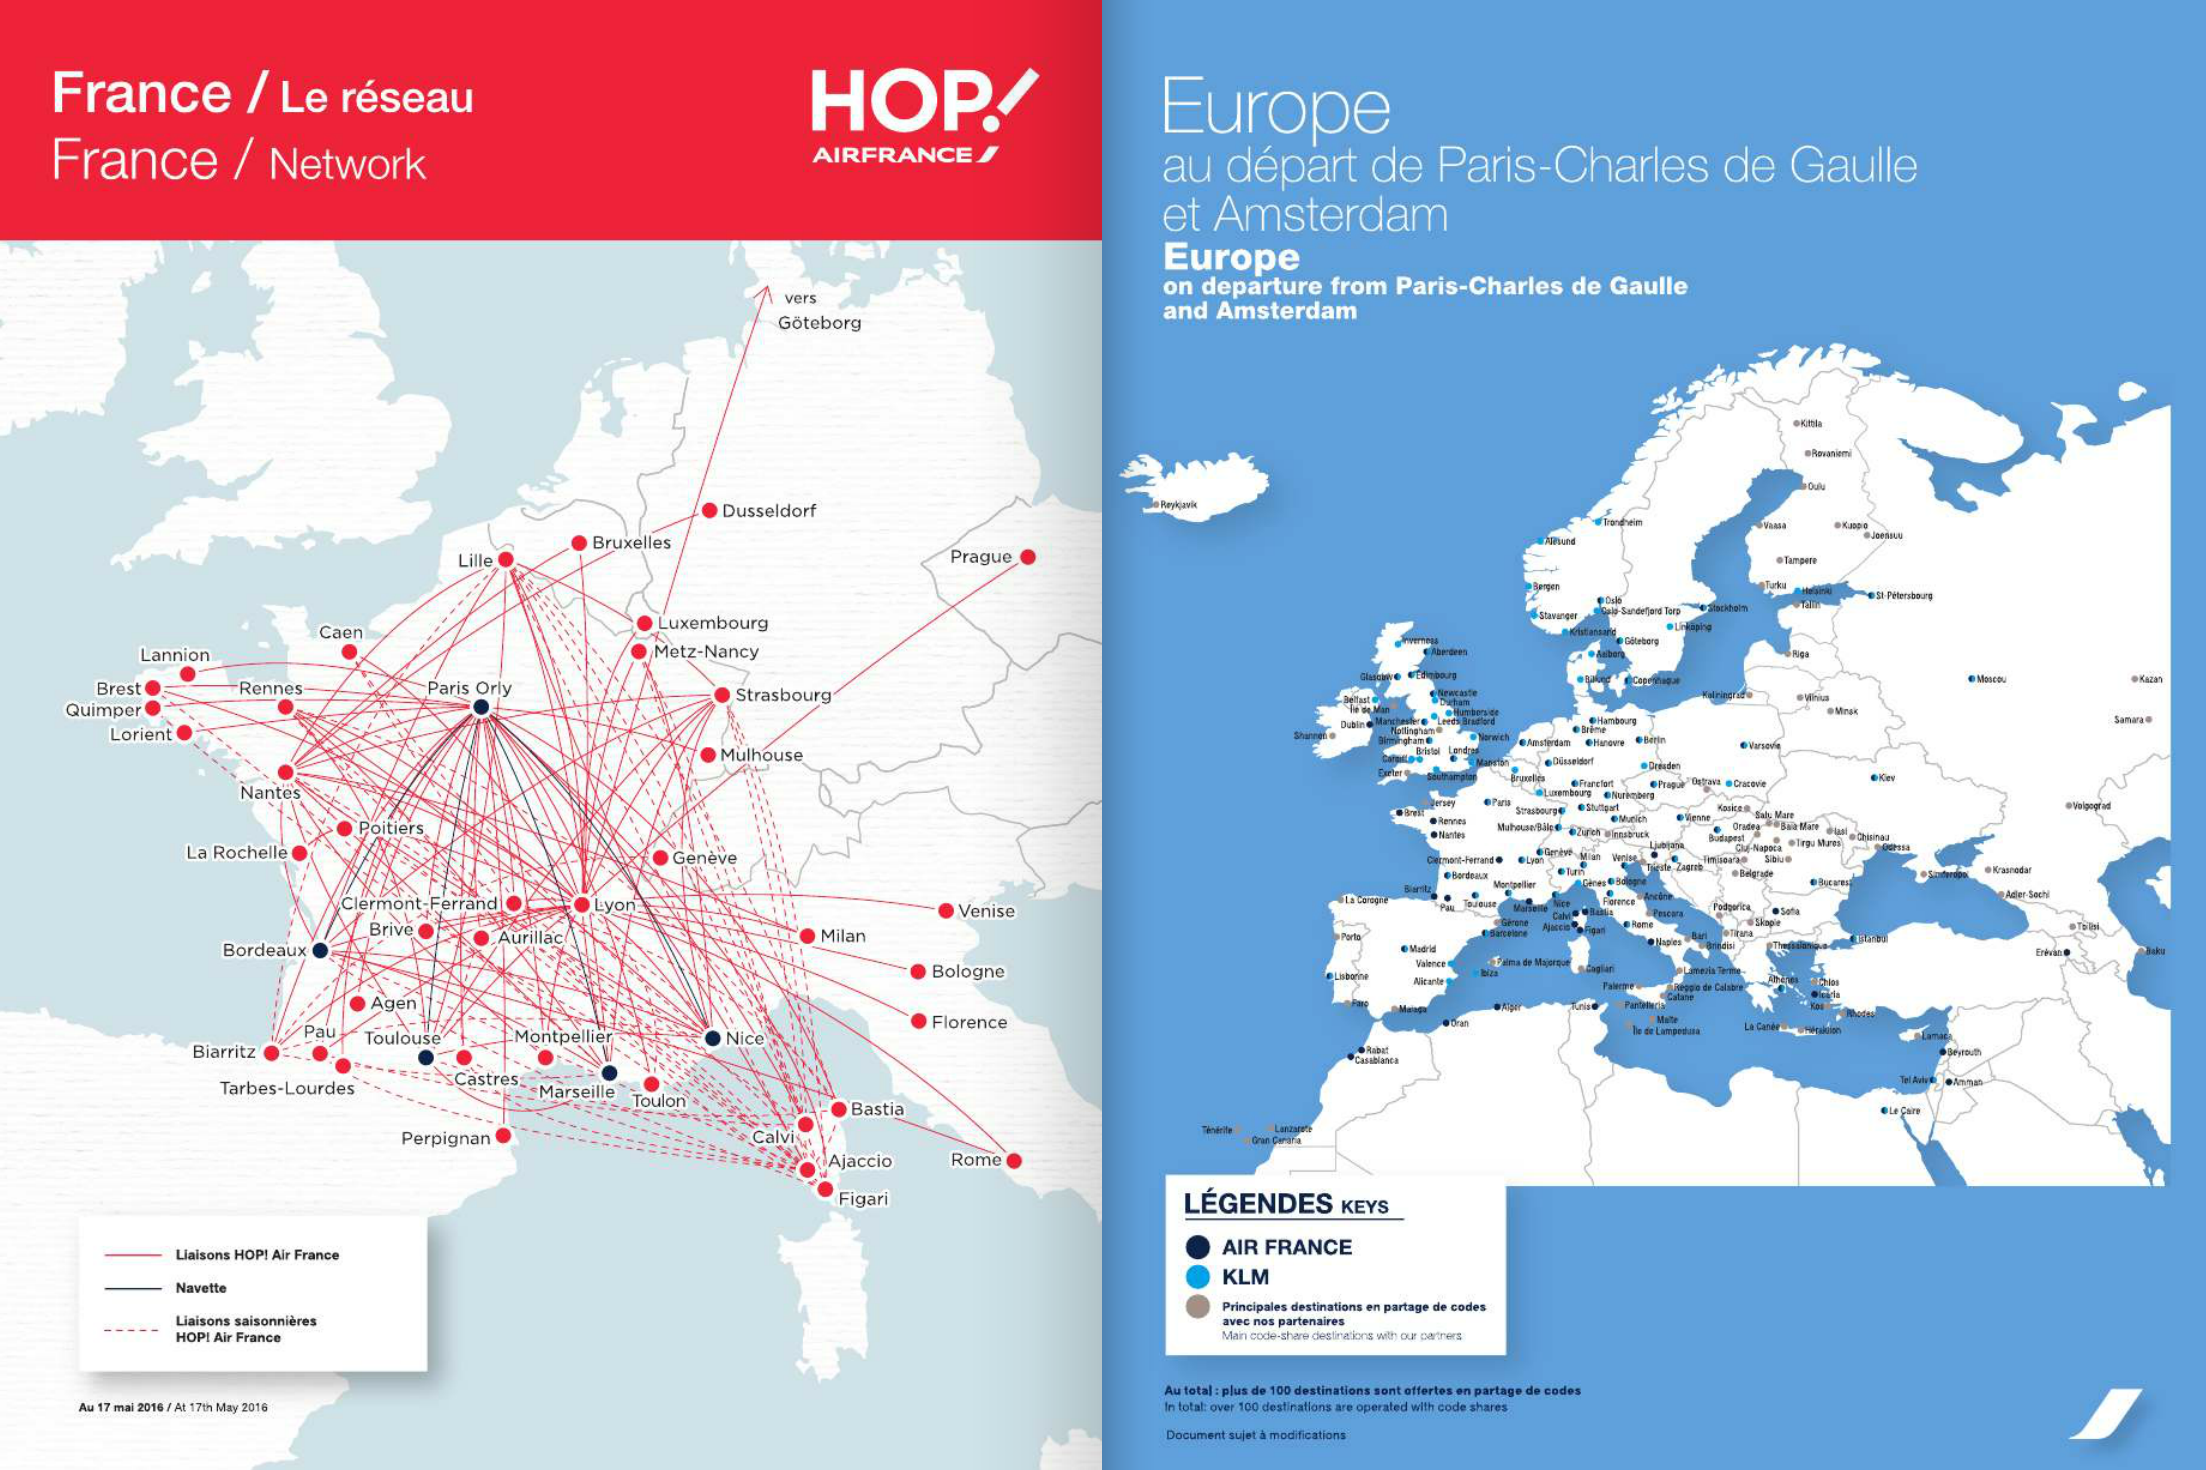 France / Le réseau
France / Network
HOP!
AIRFRANCE
vers
Göteborg
Dusseldorf
Bruxelles
Lille
Prague
Luxembourg
Caen
Metz-Nancy
Lannion
Brest
Rennes
Paris Orly
Strasbourg
Quimper
Lorient
Mulhouse
Nantes
Poitiers
La Rochelle
Genève
Clermont-Ferrand
Lyon
Venise
Brive
Aurillac
Milan
Bordeaux
Bologne
Agen
Florence
Pau
Toulouse
Montpellier
Nice
Biarritz
Castres
Tarbes-Lourdes
Marseille
Toulon
Bastia
Calvi
Perpignan
Ajaccio
Rome
Figari
Liaisons HOP! Air France
Navette
Liaisons saisonnières
HOP! Air France
Au 17 mai 2016 / At 17th May 2016
Europe
au départ de Paris-Charles de Gaulle
et Amsterdam
Europe
on departure from Paris-Charles de Gaulle
and Amsterdam
Kittila
Rovaniemi
Oulu
Reykjavik
Trondheim
Vaasa
Kuopio
Joensuu
Alesund
Tampere
Bergen
Turku
Helsinki
St-Pétersbourg
Oslo
Tallin
Oslo-Sandefjord Torp
Stockholm
Stavanger
Linköping
Kristiansand
Göteborg
Inverness
Aberdeen
Aalborg
Riga
Glasgow
Edimbourg
Billund
Copenhague
Moscou
Kazan
Newcastle
Kaliningrad
Vilnius
Belfast
Durham
Île de Man
Humberside
Minsk
Dublin
Manchester
Leeds Bradford
Hambourg
Samara
Nottingham
Brême
Shannon
Birmingham
Norwich
Amsterdam
Hanovre
Berlin
Varsovie
Bristol
Londres
Cardiff
Manston
Düsseldorf
Dresden
Exeter
Southampton
Bruxelles
Kiev
Francfort
Prague
Ostrava
Cracovie
Luxembourg
Nuremberg
Jersey
Paris
Strasbourg
Stuttgart
Kosice
Volgograd
Brest
Rennes
Munich
Vienne
Satu Mare
Nantes
Mulhouse/Bâle
Zurich
Innsbruck
Oradea
Baia Mare
Iasi
Chisinau
Budapest
Cluj-Napoca
Tirgu Mures
Odessa
Clermont-Ferrand
Lyon
Genève
Milan
Venise
Ljubljana
Trieste
Zagreb
Timisoara
Sibiu
Bordeaux
Turin
Belgrade
Simferopol
Krasnodar
Biarritz
Montpellier
Gênes
Bologne
Bucarest
Adler-Sochi
La Corogne
Pau
Toulouse
Marseille
Nice
Florence
Ancône
Calvi
Bastia
Pescara
Podgorica
Sofia
Gérone
Ajaccio
Figari
Rome
Skopje
Tbilisi
Porto
Barcelone
Bari
Tirana
Madrid
Naples
Brindisi
Thessalonique
Istanbul
Erévan
Baku
Valence
Palma de Majorque
Cagliari
Lamezia Terme
Lisbonne
Ibiza
Alicante
Palerme
Reggio de Calabre
Athènes
Chios
Catane
Icaria
Faro
Malaga
Alger
Tunis
Pantelleria
Kos
Rhodes
Oran
Malte
Île de Lampedusa
La Canée
Héraklion
Larnaca
Rabat
Casablanca
Beyrouth
Tel Aviv
Amman
Le Caire
Ténérife
Lanzarote
Gran Canaria
LÉGENDES KEYS
AIR FRANCE
KLM
Principales destinations en partage de codes
avec nos partenaires
Main code-share destinations with our partners
Au total : plus de 100 destinations sont offertes en partage de codes
In total: over 100 destinations are operated with code shares
Document sujet à modifications